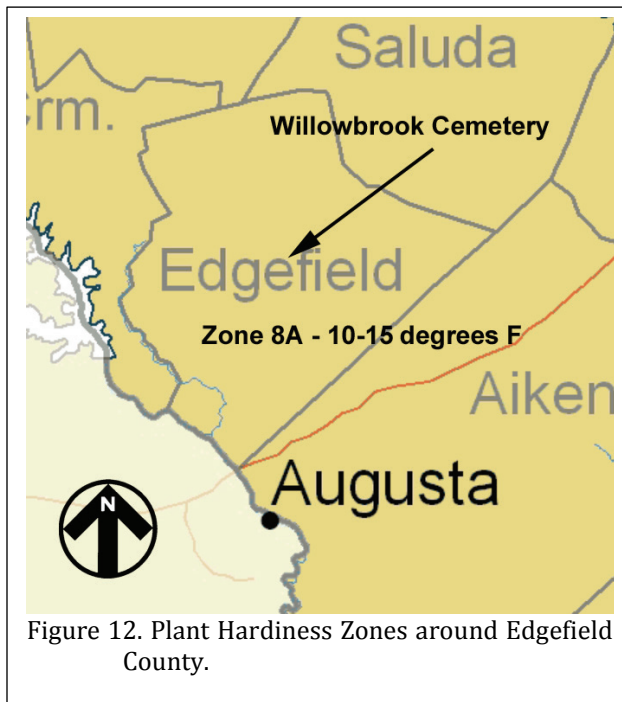 Saluda
Crm.
Willowbrook Cemetery
Edgefield
Zone 8A - 10-15 degrees F
Aiken
Augusta
N
Figure 12. Plant Hardiness Zones around Edgefield
County.